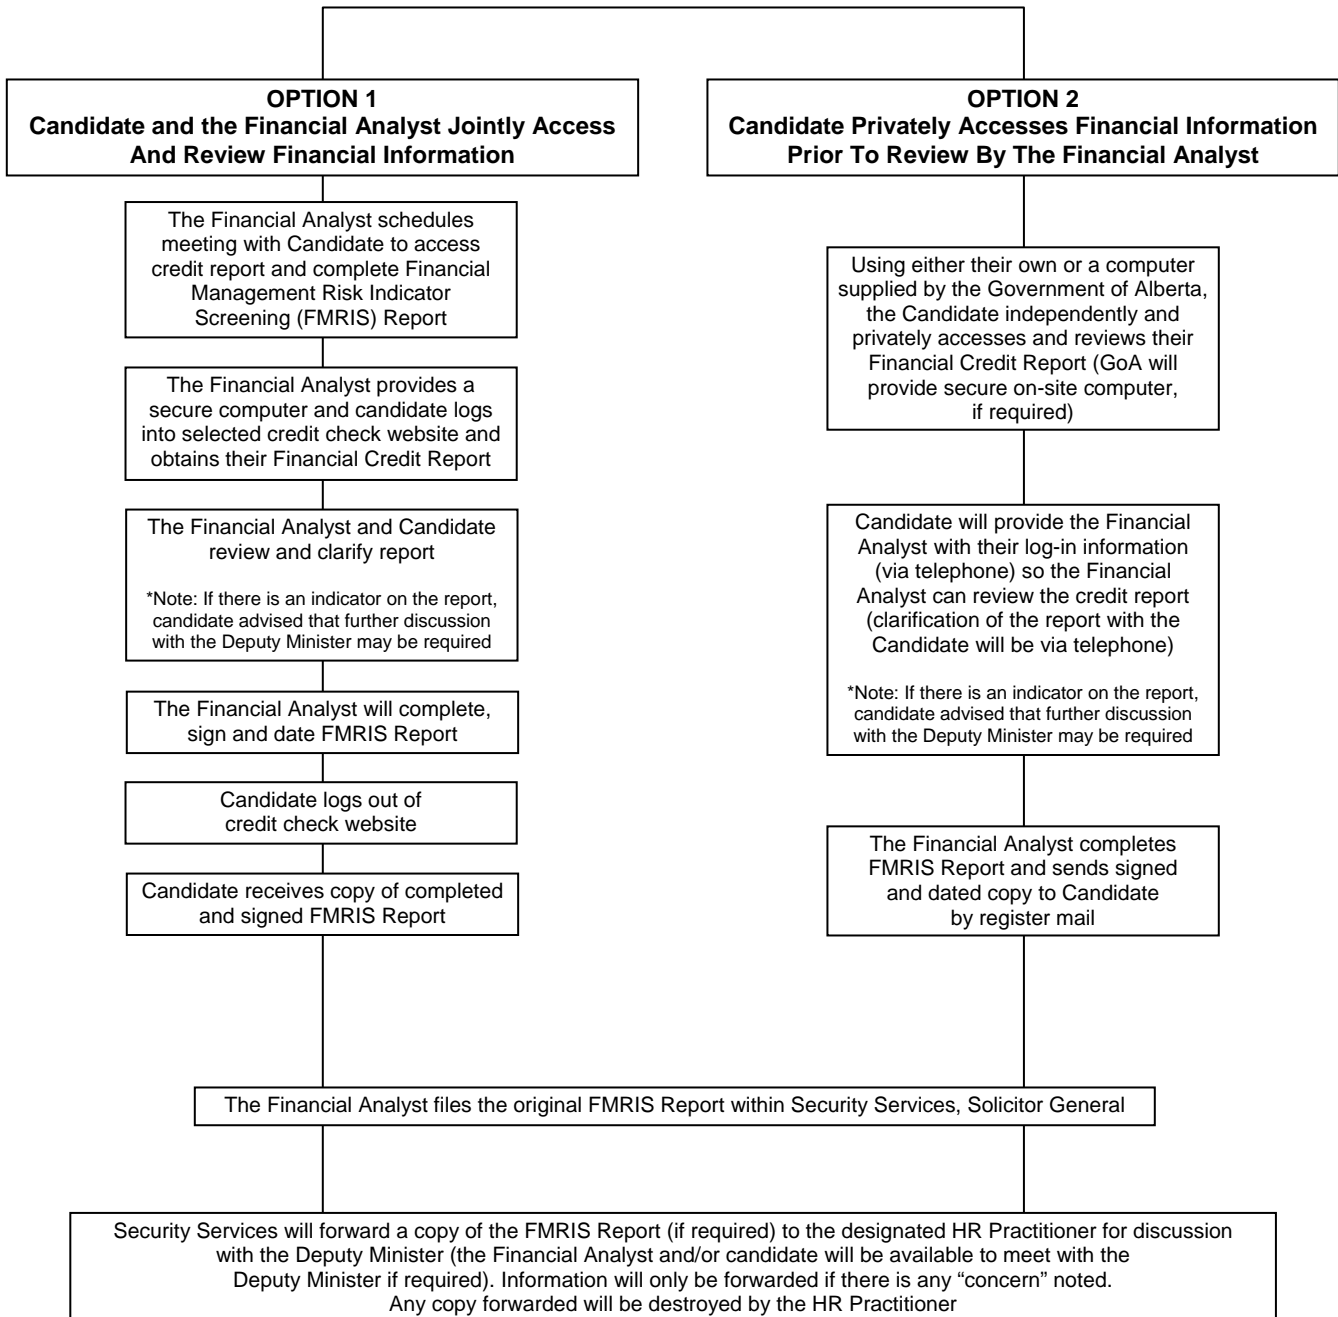 OPTION 1
Candidate and the Financial Analyst Jointly Access
And Review Financial Information
The Financial Analyst schedules
meeting with Candidate to access
credit report and complete Financial
Management Risk Indicator
Screening (FMRIS) Report
The Financial Analyst provides a
secure computer and candidate logs
into selected credit check website and
obtains their Financial Credit Report
The Financial Analyst and Candidate
review and clarify report
*Note: If there is an indicator on the report,
candidate advised that further discussion
with the Deputy Minister may be required
The Financial Analyst will complete,
sign and date FMRIS Report
Candidate logs out of
credit check website
Candidate receives copy of completed
and signed FMRIS Report
OPTION 2
Candidate Privately Accesses Financial Information
Prior To Review By The Financial Analyst
Using either their own or a computer
supplied by the Government of Alberta,
the Candidate independently and
privately accesses and reviews their
Financial Credit Report (GoA will
provide secure on-site computer,
if required)
Candidate will provide the Financial
Analyst with their log-in information
(via telephone) so the Financial
Analyst can review the credit report
(clarification of the report with the
Candidate will be via telephone)
*Note: If there is an indicator on the report,
candidate advised that further discussion
with the Deputy Minister may be required
The Financial Analyst completes
FMRIS Report and sends signed
and dated copy to Candidate
by register mail
The Financial Analyst files the original FMRIS Report within Security Services, Solicitor General
Security Services will forward a copy of the FMRIS Report (if required) to the designated HR Practitioner for discussion
with the Deputy Minister (the Financial Analyst and/or candidate will be available to meet with the
Deputy Minister if required). Information will only be forwarded if there is any “concern” noted.
Any copy forwarded will be destroyed by the HR Practitioner